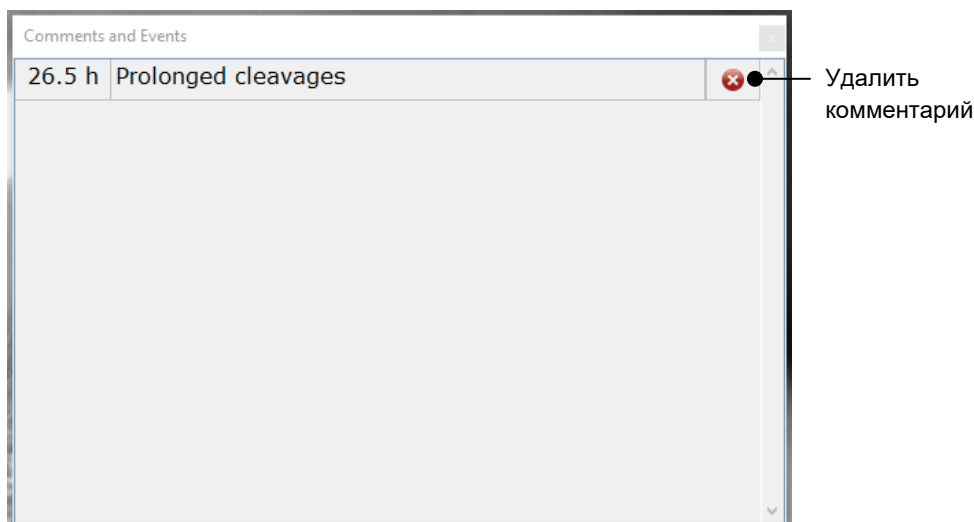 Comments and Events
26.5 h Prolonged cleavages
Удалить
комментарий